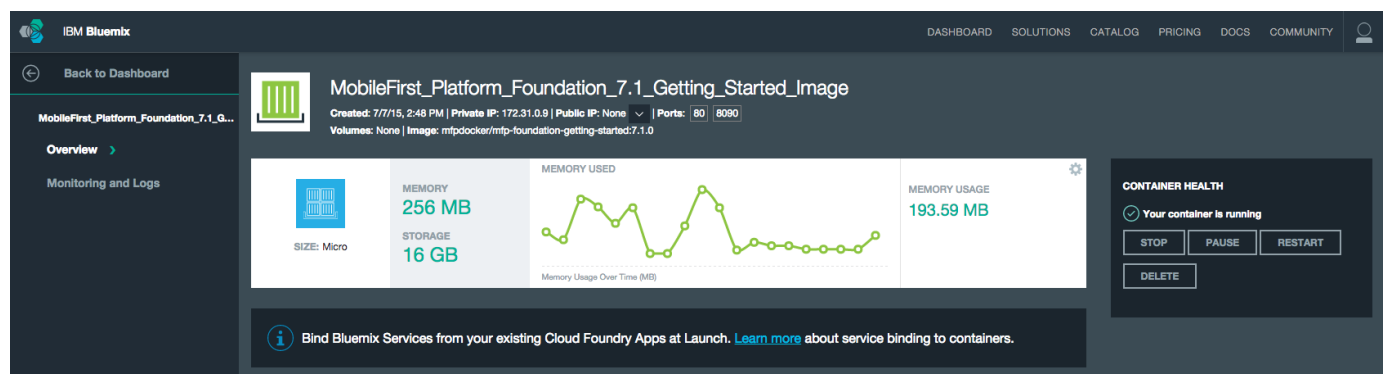 IBM Bluemix
DASHBOARD SOLUTIONS CATALOG PRICING DOCS COMMUNITY
Back to Dashboard
MobileFirst_Platform_Foundation_7.1_G...
Overview
Monitoring and Logs
MobileFirst_Platform_Foundation_7.1_Getting_Started_Image
Created: 7/7/15, 2:48 PM | Private IP: 172.31.0.9 | Public IP: None | Ports: 80 8090
Volumes: None | Image: mfpdocker/mfp-foundation-getting-started:7.1.0
SIZE: Micro
MEMORY
256 MB
STORAGE
16 GB
MEMORY USED
Memory Usage Over Time (MB)
MEMORY USAGE
193.59 MB
CONTAINER HEALTH
Your container is running
STOP PAUSE RESTART
DELETE
Bind Bluemix Services from your existing Cloud Foundry Apps at Launch. Learn more about service binding to containers.